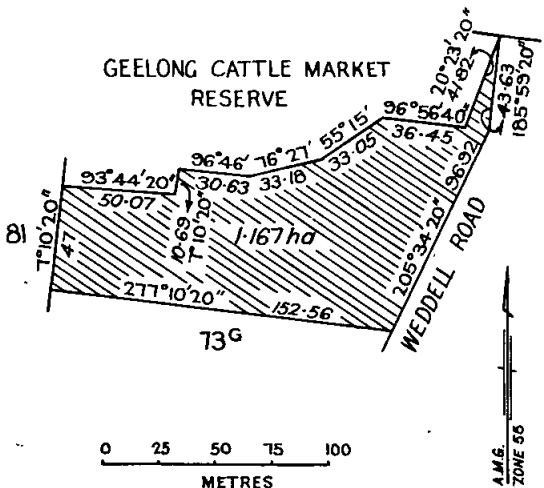 GEELONG CATTLE MARKET
RESERVE
20°23'20"
41·82
43·63
185°59'20"
96°56'40"
36·45
55°15'
33·05
76°27'
33·18
96°46'
30·63
93°44'20"
50·07
10·69
7°10'20"
1·167ha
96·92
205°34'20"
WEDDELL ROAD
81
7°10'20"
47
277°10'20"
152·56
73G
0 25 50 75 100
METRES
A.M.G.
ZONE 55